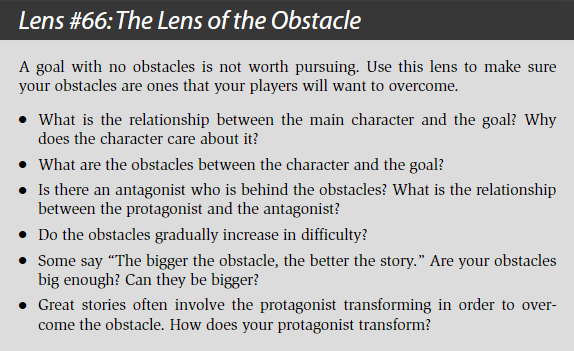 Lens #66: The Lens of the Obstacle
A goal with no obstacles is not worth pursuing. Use this lens to make sure
your obstacles are ones that your players will want to overcome.
• What is the relationship between the main character and the goal? Why
does the character care about it?
• What are the obstacles between the character and the goal?
• Is there an antagonist who is behind the obstacles? What is the relationship
between the protagonist and the antagonist?
• Do the obstacles gradually increase in difficulty?
• Some say “The bigger the obstacle, the better the story.” Are your obstacles
big enough? Can they be bigger?
• Great stories often involve the protagonist transforming in order to over-
come the obstacle. How does your protagonist transform?